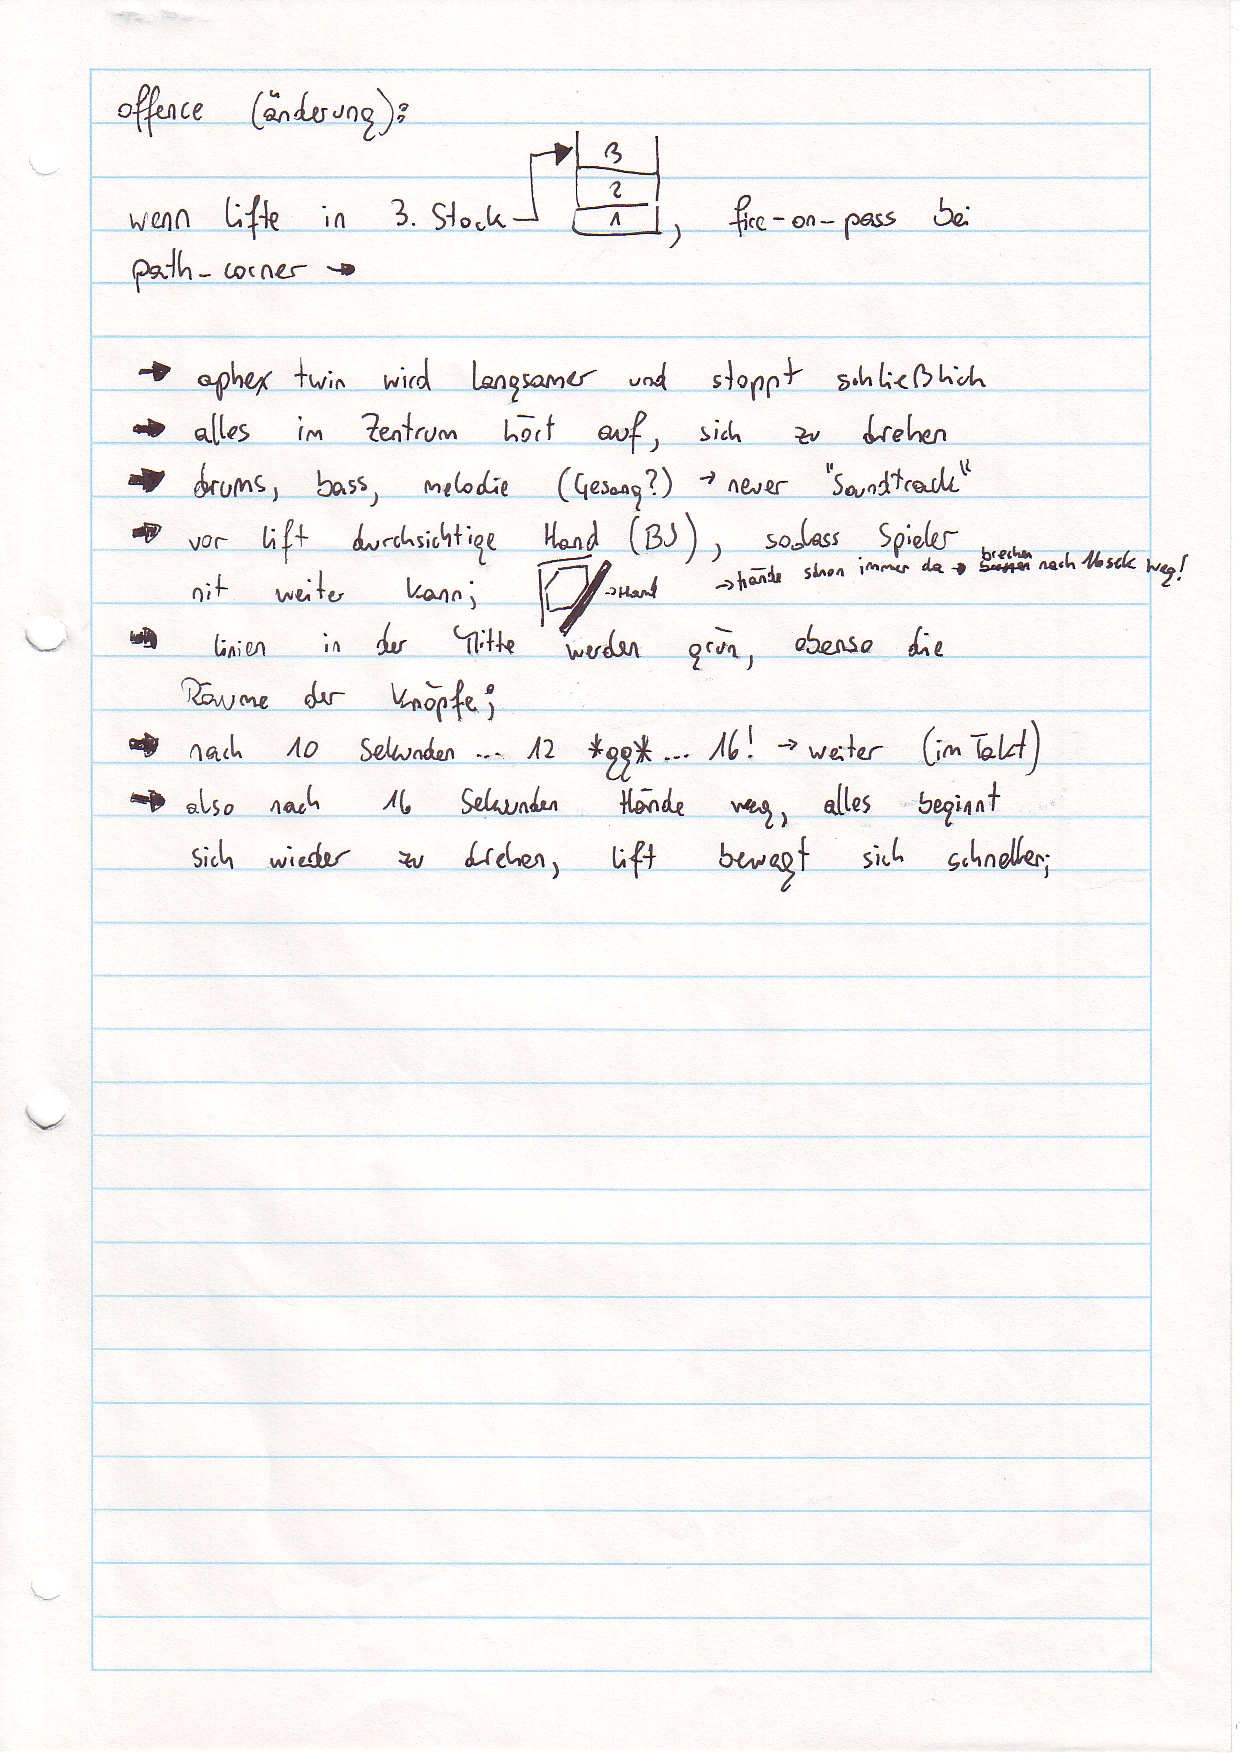 offence (änderung):
3
2
1
wenn lifte in 3. Stock , fire-on-pass bei
path-corner →
→ aphex twin wird langsamer und stoppt schließlich
→ alles im Zentrum hört auf, sich zu drehen
→ drums, bass, melodie (Gesang?) → neuer "Soundtrack"
→ vor lift durchsichtige Hand (BJ), sodass Spieler
nit weiter kann; → Hand → hände schon immer da → brechen nach 16sek weg!
→ linien in der Mitte werden grün, ebenso die
Räume der Knöpfe;
→ nach 10 Sekunden ... 12 *gg* ... 16! → weiter (im Takt)
→ also nach 16 Sekunden Hände weg, alles beginnt
sich wieder zu drehen, lift bewegt sich schneller;